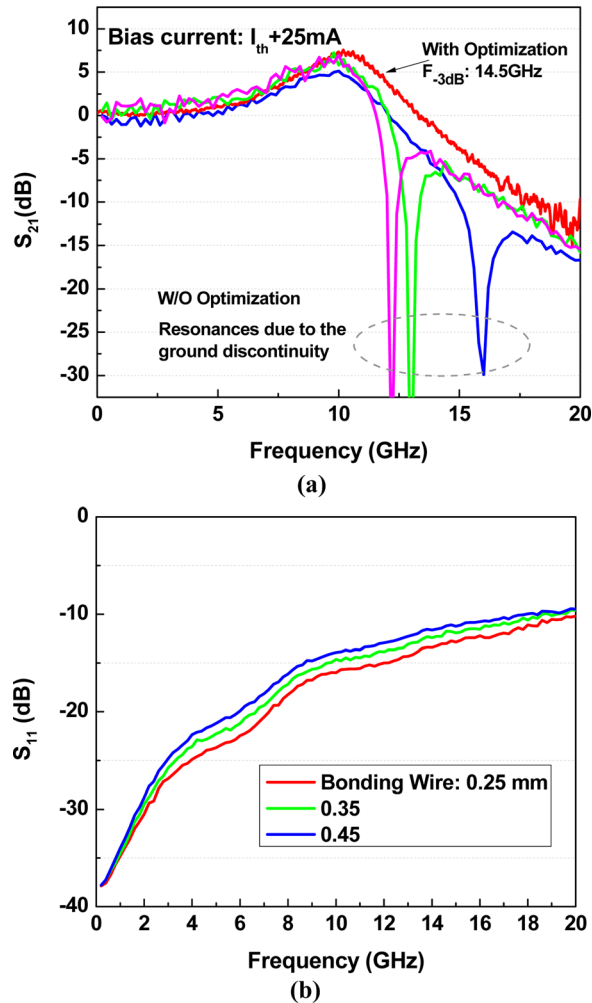 10
5
0
-5
-10
-15
-20
-25
-30
S21(dB)
Bias current: Ith+25mA
With Optimization
F-3dB: 14.5GHz
W/O Optimization
Resonances due to the
ground discontinuity
0 5 10 15 20
Frequency (GHz)
(a)
0
-10
-20
-30
-40
S11 (dB)
Bonding Wire: 0.25 mm
0.35
0.45
0 2 4 6 8 10 12 14 16 18 20
Frequency (GHz)
(b)